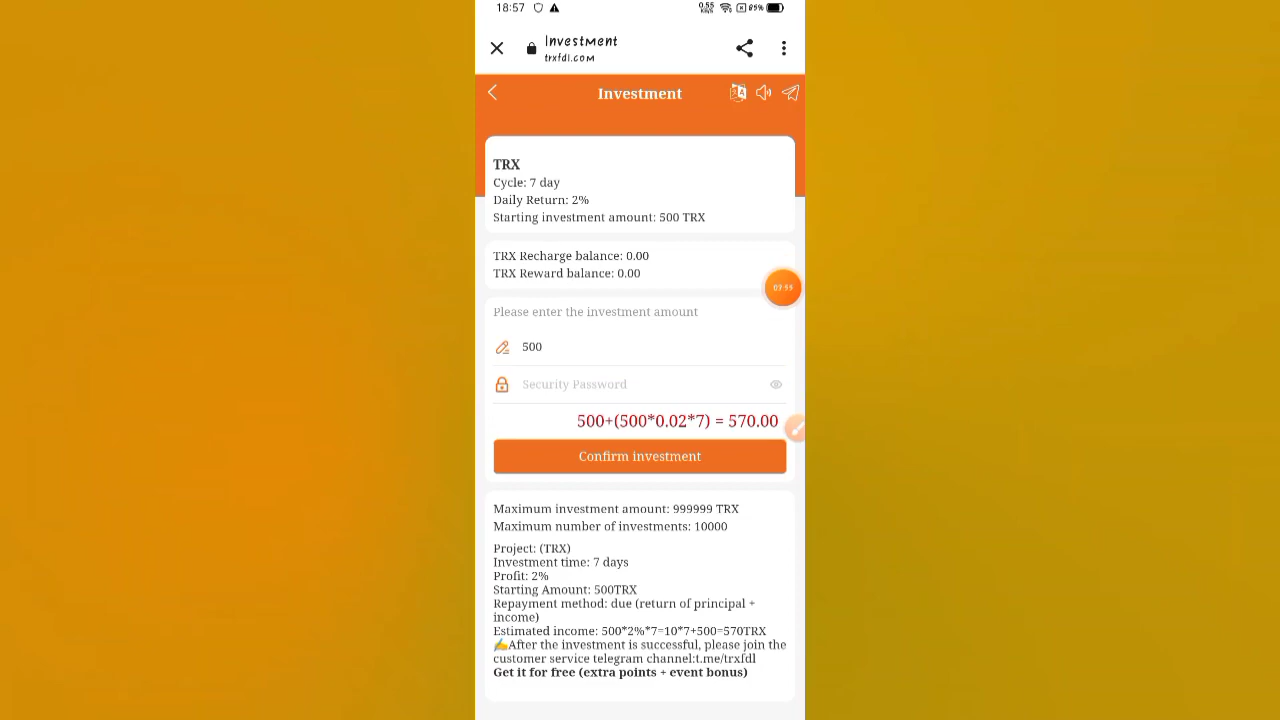 18:57 0.55 KB/S 85%
Investment
trxfdl.com
Investment
TRX
Cycle: 7 day
Daily Return: 2%
Starting investment amount: 500 TRX
TRX Recharge balance: 0.00
TRX Reward balance: 0.00
Please enter the investment amount
500
Security Password
500+(500*0.02*7) = 570.00
Confirm investment
Maximum investment amount: 999999 TRX
Maximum number of investments: 10000
Project: (TRX)
Investment time: 7 days
Profit: 2%
Starting Amount: 500TRX
Repayment method: due (return of principal +
income)
Estimated income: 500*2%*7=10*7+500=570TRX
✍️After the investment is successful, please join the
customer service telegram channel:t.me/trxfdl
Get it for free (extra points + event bonus)